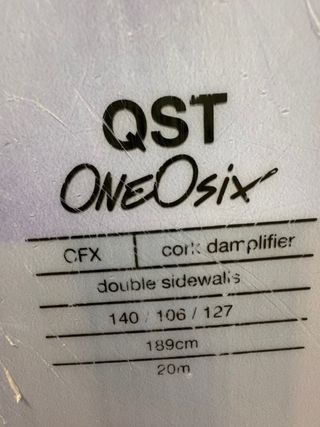 QST
ONEOsix
CFX cork damplifier
double sidewalls
140 / 106 / 127
189cm
20m